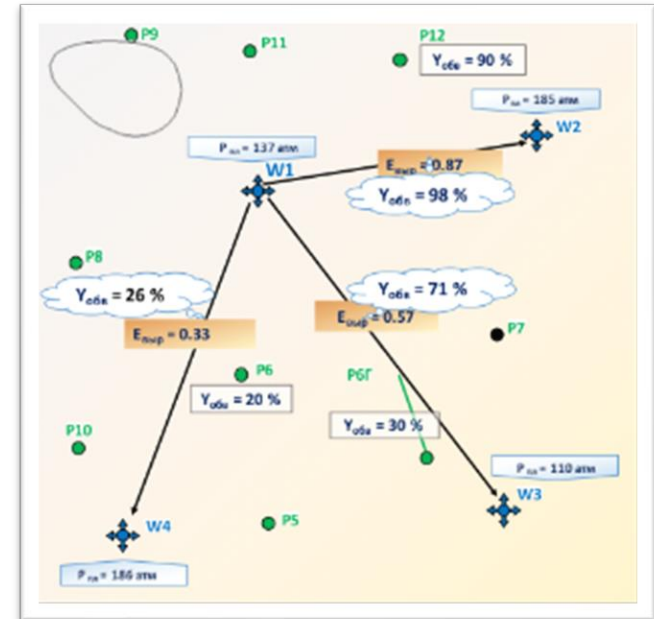 P9
P11
P12
Yобв = 90 %
Pпл = 185 атм
W2
Pпл = 137 атм
W1
Eвыр = 0.87
Yобв = 98 %
P8
Yобв = 26 %
Yобв = 71 %
Eвыр = 0.33
Eвыр = 0.57
P7
P6
P6Г
Yобв = 20 %
Yобв = 30 %
P10
Pпл = 110 атм
W3
W4
P5
Pпл = 186 атм